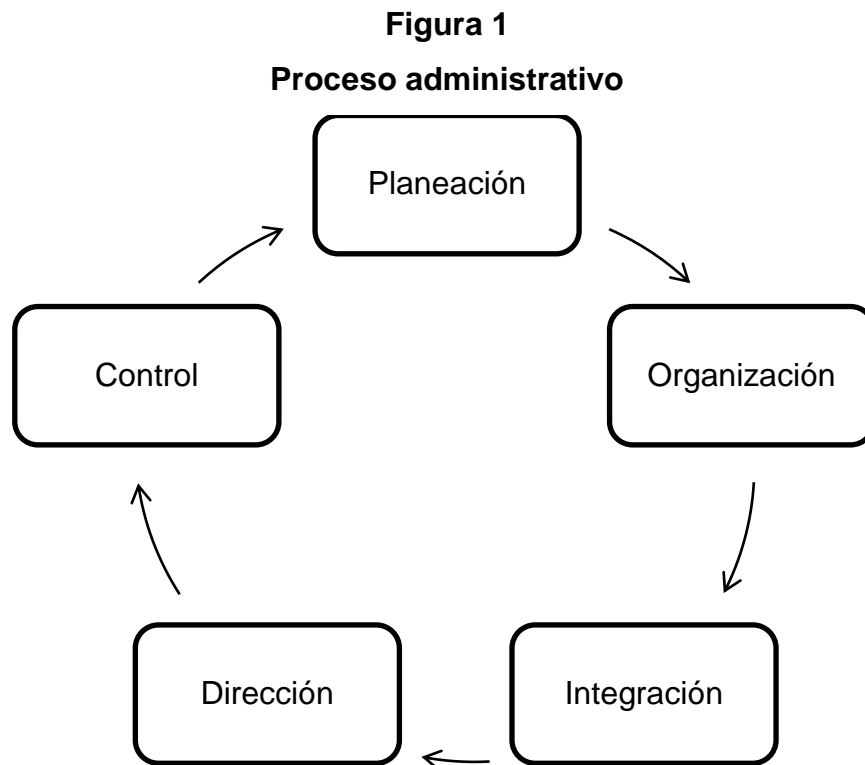 Figura 1
Proceso administrativo
Planeación
Organización
Integración
Dirección
Control